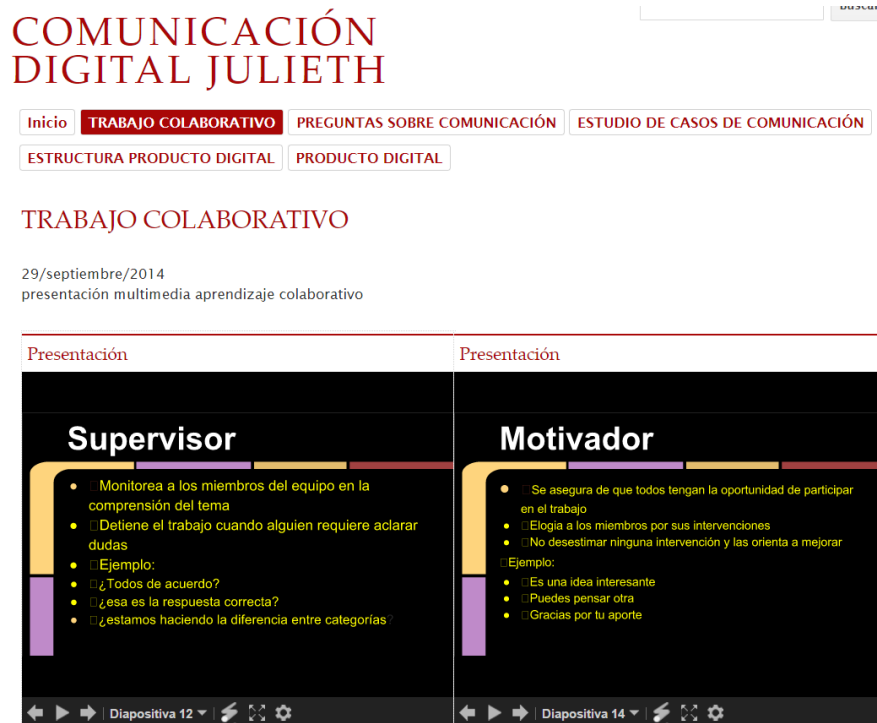 Buscar
COMUNICACIÓN
DIGITAL JULIETH
Inicio TRABAJO COLABORATIVO PREGUNTAS SOBRE COMUNICACIÓN ESTUDIO DE CASOS DE COMUNICACIÓN
ESTRUCTURA PRODUCTO DIGITAL PRODUCTO DIGITAL
TRABAJO COLABORATIVO
29/septiembre/2014
presentación multimedia aprendizaje colaborativo
Presentación
Supervisor
Monitorea a los miembros del equipo en la
comprensión del tema
Detiene el trabajo cuando alguien requiere aclarar
dudas
Ejemplo:
¿Todos de acuerdo?
¿esa es la respuesta correcta?
¿estamos haciendo la diferencia entre categorías?
Diapositiva 12
Presentación
Motivador
Se asegura de que todos tengan la oportunidad de participar
en el trabajo
Elogia a los miembros por sus intervenciones
No desestimar ninguna intervención y las orienta a mejorar
Ejemplo:
Es una idea interesante
Puedes pensar otra
Gracias por tu aporte
Diapositiva 14